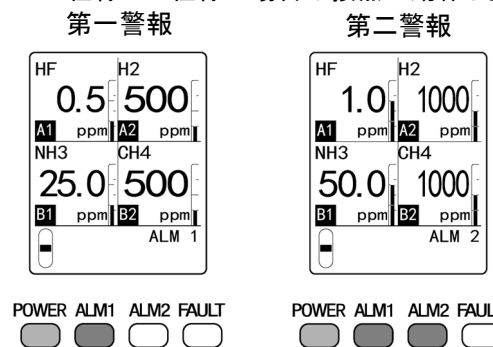 第一警報 第二警報
HF H2 HF H2
0.5 500 1.0 1000
A1 ppm A2 ppm A1 ppm A2 ppm
NH3 CH4 NH3 CH4
25.0 500 50.0 1000
B1 ppm B2 ppm B1 ppm B2 ppm
ALM 1 ALM 2
POWER ALM1 ALM2 FAULT POWER ALM1 ALM2 FAUL